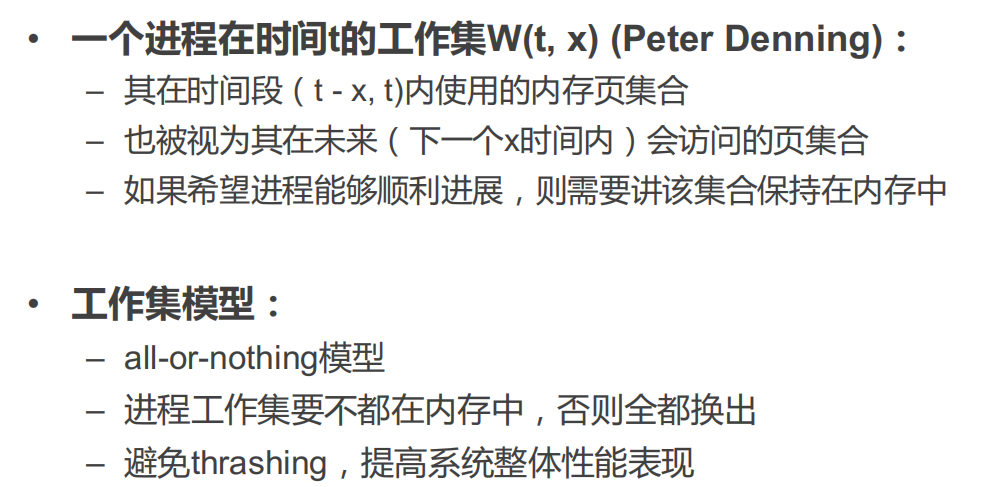 • 一个进程在时间t的工作集W(t, x) (Peter Denning)：
– 其在时间段（t - x, t)内使用的内存页集合
– 也被视为其在未来（下一个x时间内）会访问的页集合
– 如果希望进程能够顺利进展，则需要讲该集合保持在内存中
• 工作集模型：
– all-or-nothing模型
– 进程工作集要不都在内存中，否则全都换出
– 避免thrashing，提高系统整体性能表现